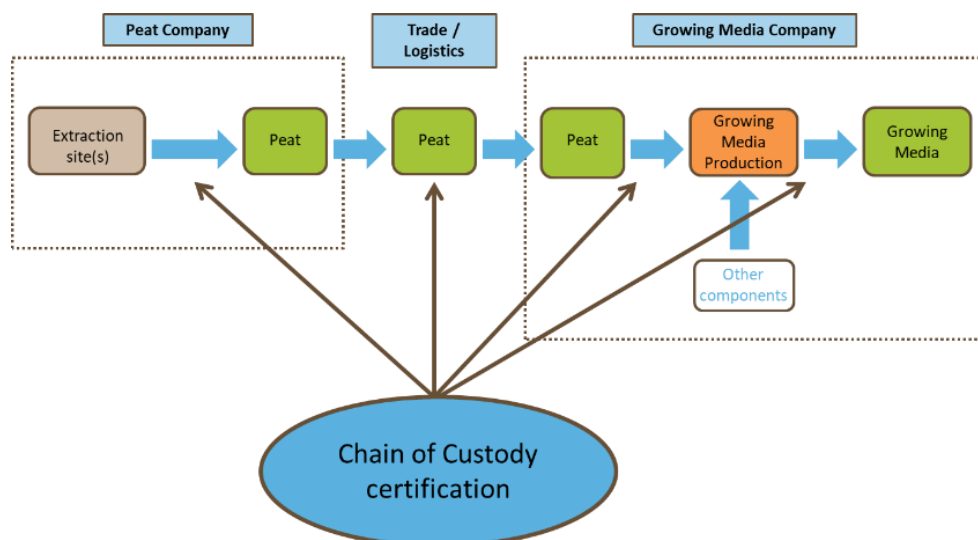 Peat Company
Trade /
Logistics
Growing Media Company
Extraction
site(s)
Peat
Peat
Peat
Growing
Media
Production
Growing
Media
Other
components
Chain of Custody
certification